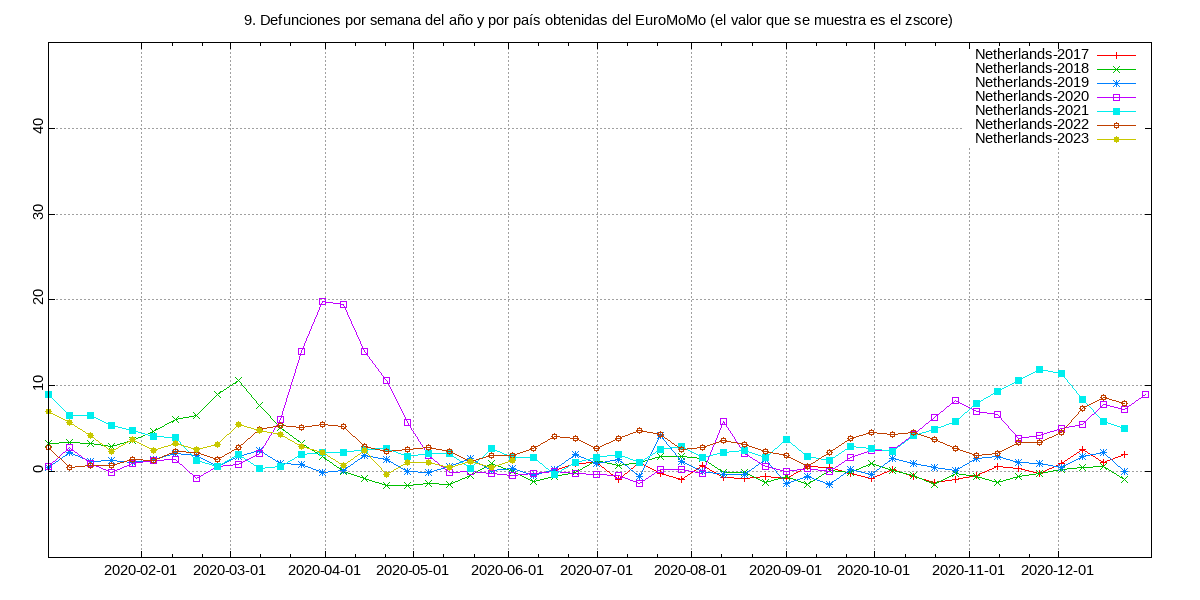 9. Defunciones por semana del año y por país obtenidas del EuroMoMo (el valor que se muestra es el zscore)
Netherlands-2017
Netherlands-2018
Netherlands-2019
Netherlands-2020
Netherlands-2021
Netherlands-2022
Netherlands-2023
40
30
20
10
0
2020-02-01 2020-03-01 2020-04-01 2020-05-01 2020-06-01 2020-07-01 2020-08-01 2020-09-01 2020-10-01 2020-11-01 2020-12-01